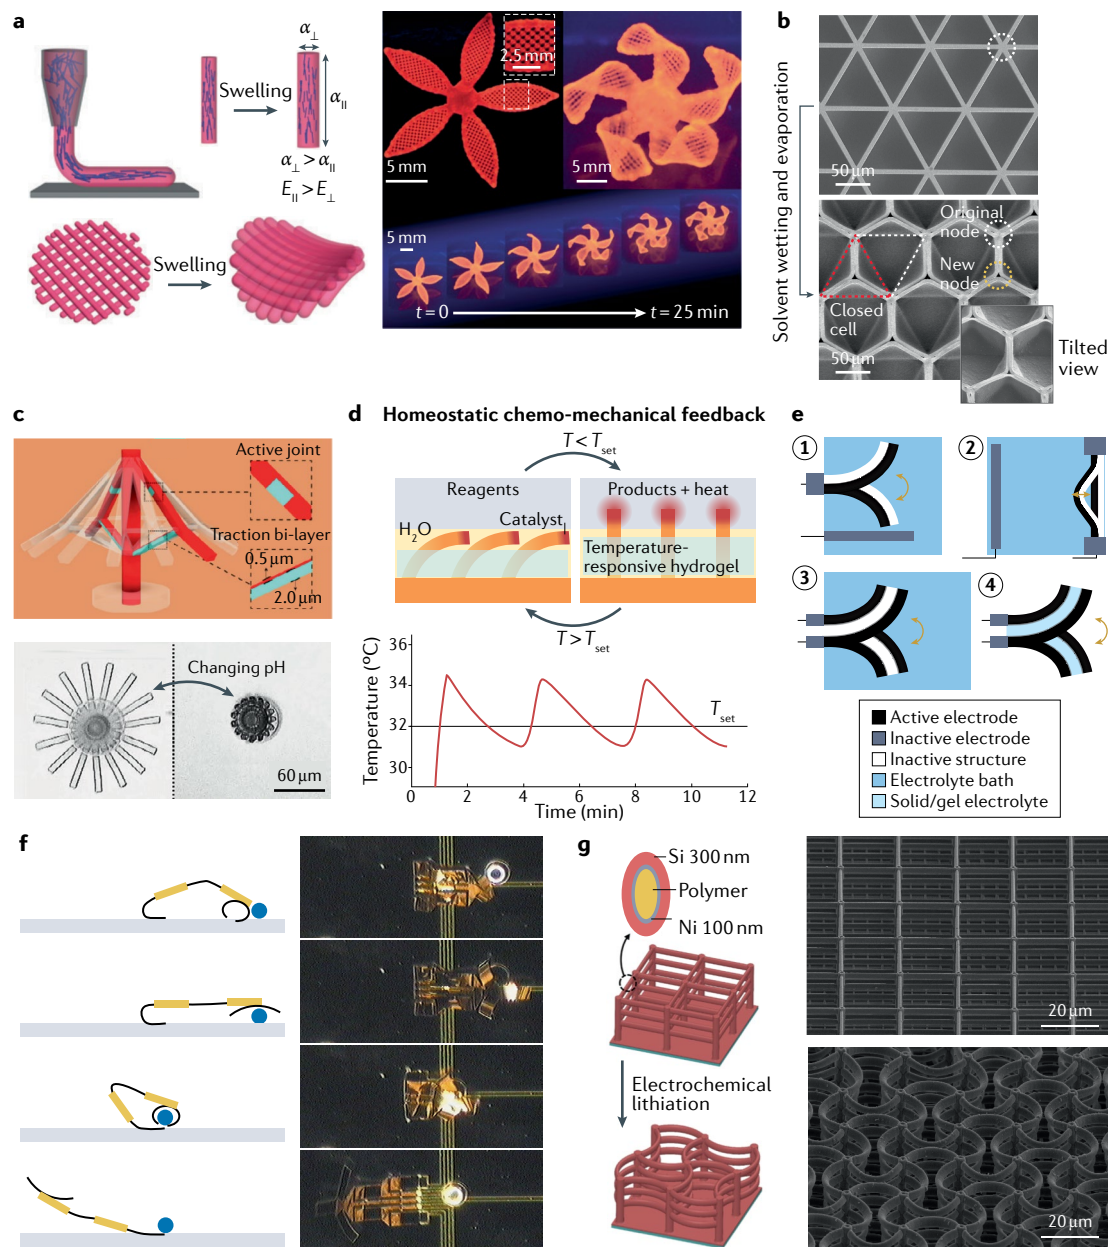 a
α⊥
Swelling
α||
α⊥ > α||
E|| > E⊥
Swelling
2.5 mm
5 mm
5 mm
5 mm
t = 0
t = 25 min
b
Solvent wetting and evaporation
50 μm
Original
node
New
node
Closed
cell
50 μm
Tilted
view
c
Active joint
Traction bi-layer
0.5 μm
2.0 μm
Changing pH
60 μm
d Homeostatic chemo-mechanical feedback
T < Tset
Reagents
Products + heat
H2O
Catalyst
Temperature-
responsive hydrogel
T > Tset
Temperature (°C)
36
34
32
30
Tset
0 2 4 6 8 10 12
Time (min)
e
1
2
3
4
Active electrode
Inactive electrode
Inactive structure
Electrolyte bath
Solid/gel electrolyte
f
g
Si 300 nm
Polymer
Ni 100 nm
Electrochemical
lithiation
20 μm
20 μm